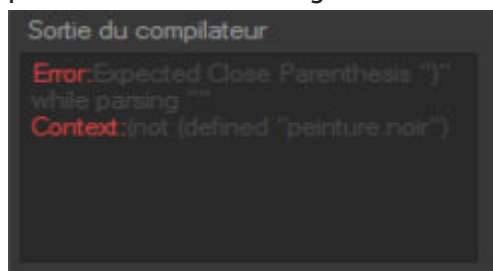 Sortie du compilateur
Error:Expected Close Parenthesis ")"
while parsing ""
Context:(not (defined "peinture.noir")